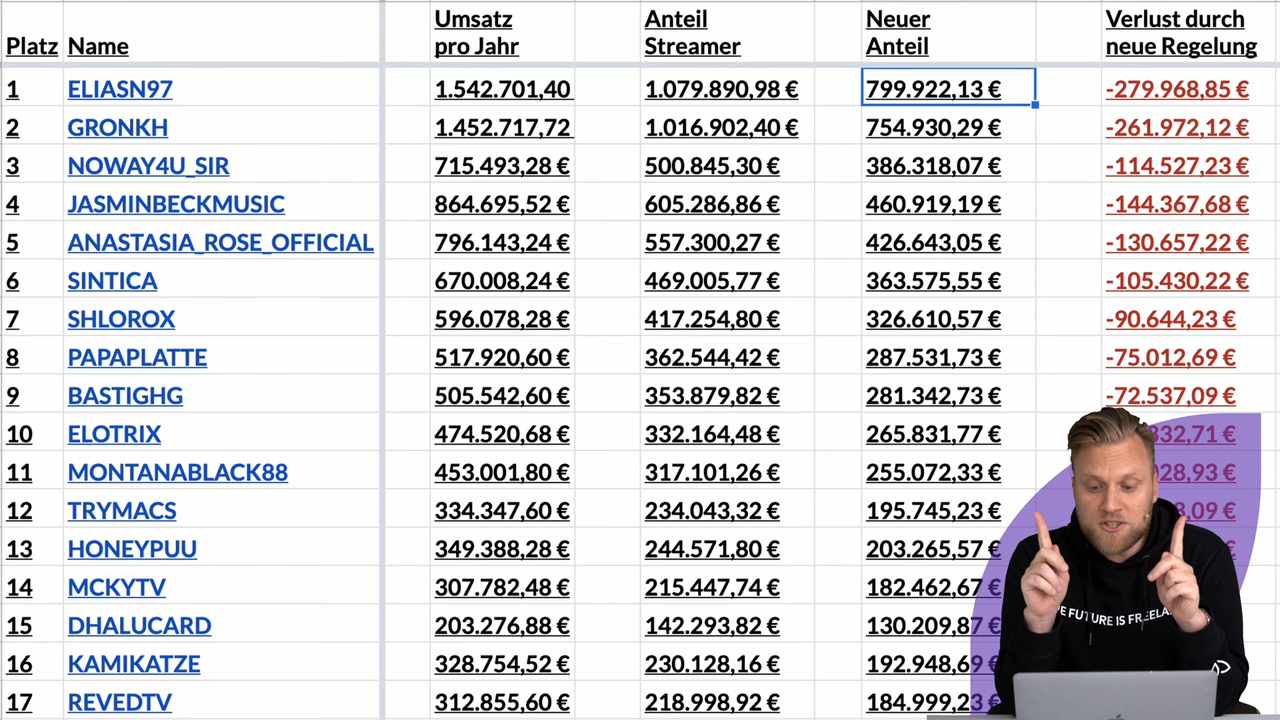 Platz Name Umsatz pro Jahr Anteil Streamer Neuer Anteil Verlust durch neue Regelung
1 ELIASN97 1.542.701,40 1.079.890,98 € 799.922,13 € -279.968,85 €
2 GRONKH 1.452.717,72 1.016.902,40 € 754.930,29 € -261.972,12 €
3 NOWAY4U_SIR 715.493,28 € 500.845,30 € 386.318,07 € -114.527,23 €
4 JASMINBECKMUSIC 864.695,52 € 605.286,86 € 460.919,19 € -144.367,68 €
5 ANASTASIA_ROSE_OFFICIAL 796.143,24 € 557.300,27 € 426.643,05 € -130.657,22 €
6 SINTICA 670.008,24 € 469.005,77 € 363.575,55 € -105.430,22 €
7 SHLOROX 596.078,28 € 417.254,80 € 326.610,57 € -90.644,23 €
8 PAPAPLATTE 517.920,60 € 362.544,42 € 287.531,73 € -75.012,69 €
9 BASTIGHG 505.542,60 € 353.879,82 € 281.342,73 € -72.537,09 €
10 ELOTRIX 474.520,68 € 332.164,48 € 265.831,77 € 332,71 €
11 MONTANABLACK88 453.001,80 € 317.101,26 € 255.072,33 € 028,93 €
12 TRYMACS 334.347,60 € 234.043,32 € 195.745,23 € ,09 €
13 HONEYPUU 349.388,28 € 244.571,80 € 203.265,57 € €
14 MCKYTV 307.782,48 € 215.447,74 € 182.462,67 €
15 DHALUCARD 203.276,88 € 142.293,82 € 130.209,87 €
16 KAMIKATZE 328.754,52 € 230.128,16 € 192.948,69 €
17 REVEDTV 312.855,60 € 218.998,92 € 184.999,23 €
FUTURE IS